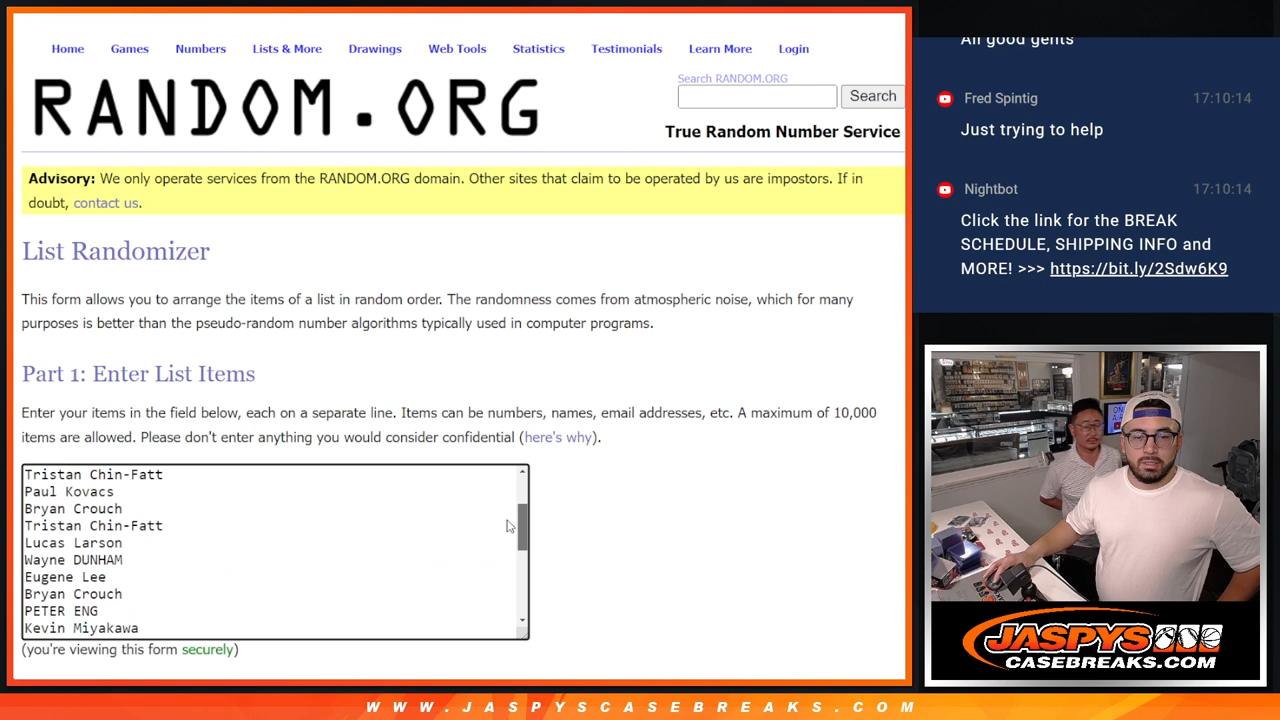 Home Games Numbers Lists & More Drawings Web Tools Statistics Testimonials Learn More Login
RANDOM.ORG
Search RANDOM.ORG
Search
True Random Number Service
Advisory: We only operate services from the RANDOM.ORG domain. Other sites that claim to be operated by us are impostors. If in
doubt, contact us.
List Randomizer
This form allows you to arrange the items of a list in random order. The randomness comes from atmospheric noise, which for many
purposes is better than the pseudo-random number algorithms typically used in computer programs.
Part 1: Enter List Items
Enter your items in the field below, each on a separate line. Items can be numbers, names, email addresses, etc. A maximum of 10,000
items are allowed. Please don't enter anything you would consider confidential (here's why).
Tristan Chin-Fatt
Paul Kovacs
Bryan Crouch
Tristan Chin-Fatt
Lucas Larson
Wayne DUNHAM
Eugene Lee
Bryan Crouch
PETER ENG
Kevin Miyakawa
(you're viewing this form securely)
All good gents
Fred Spintig 17:10:14
Just trying to help
Nightbot 17:10:14
Click the link for the BREAK
SCHEDULE, SHIPPING INFO and
MORE! >>> https://bit.ly/2Sdw6K9
JASPYS
CASEBREAKS.COM
WWW.JASPYSCASEBREAKS.COM